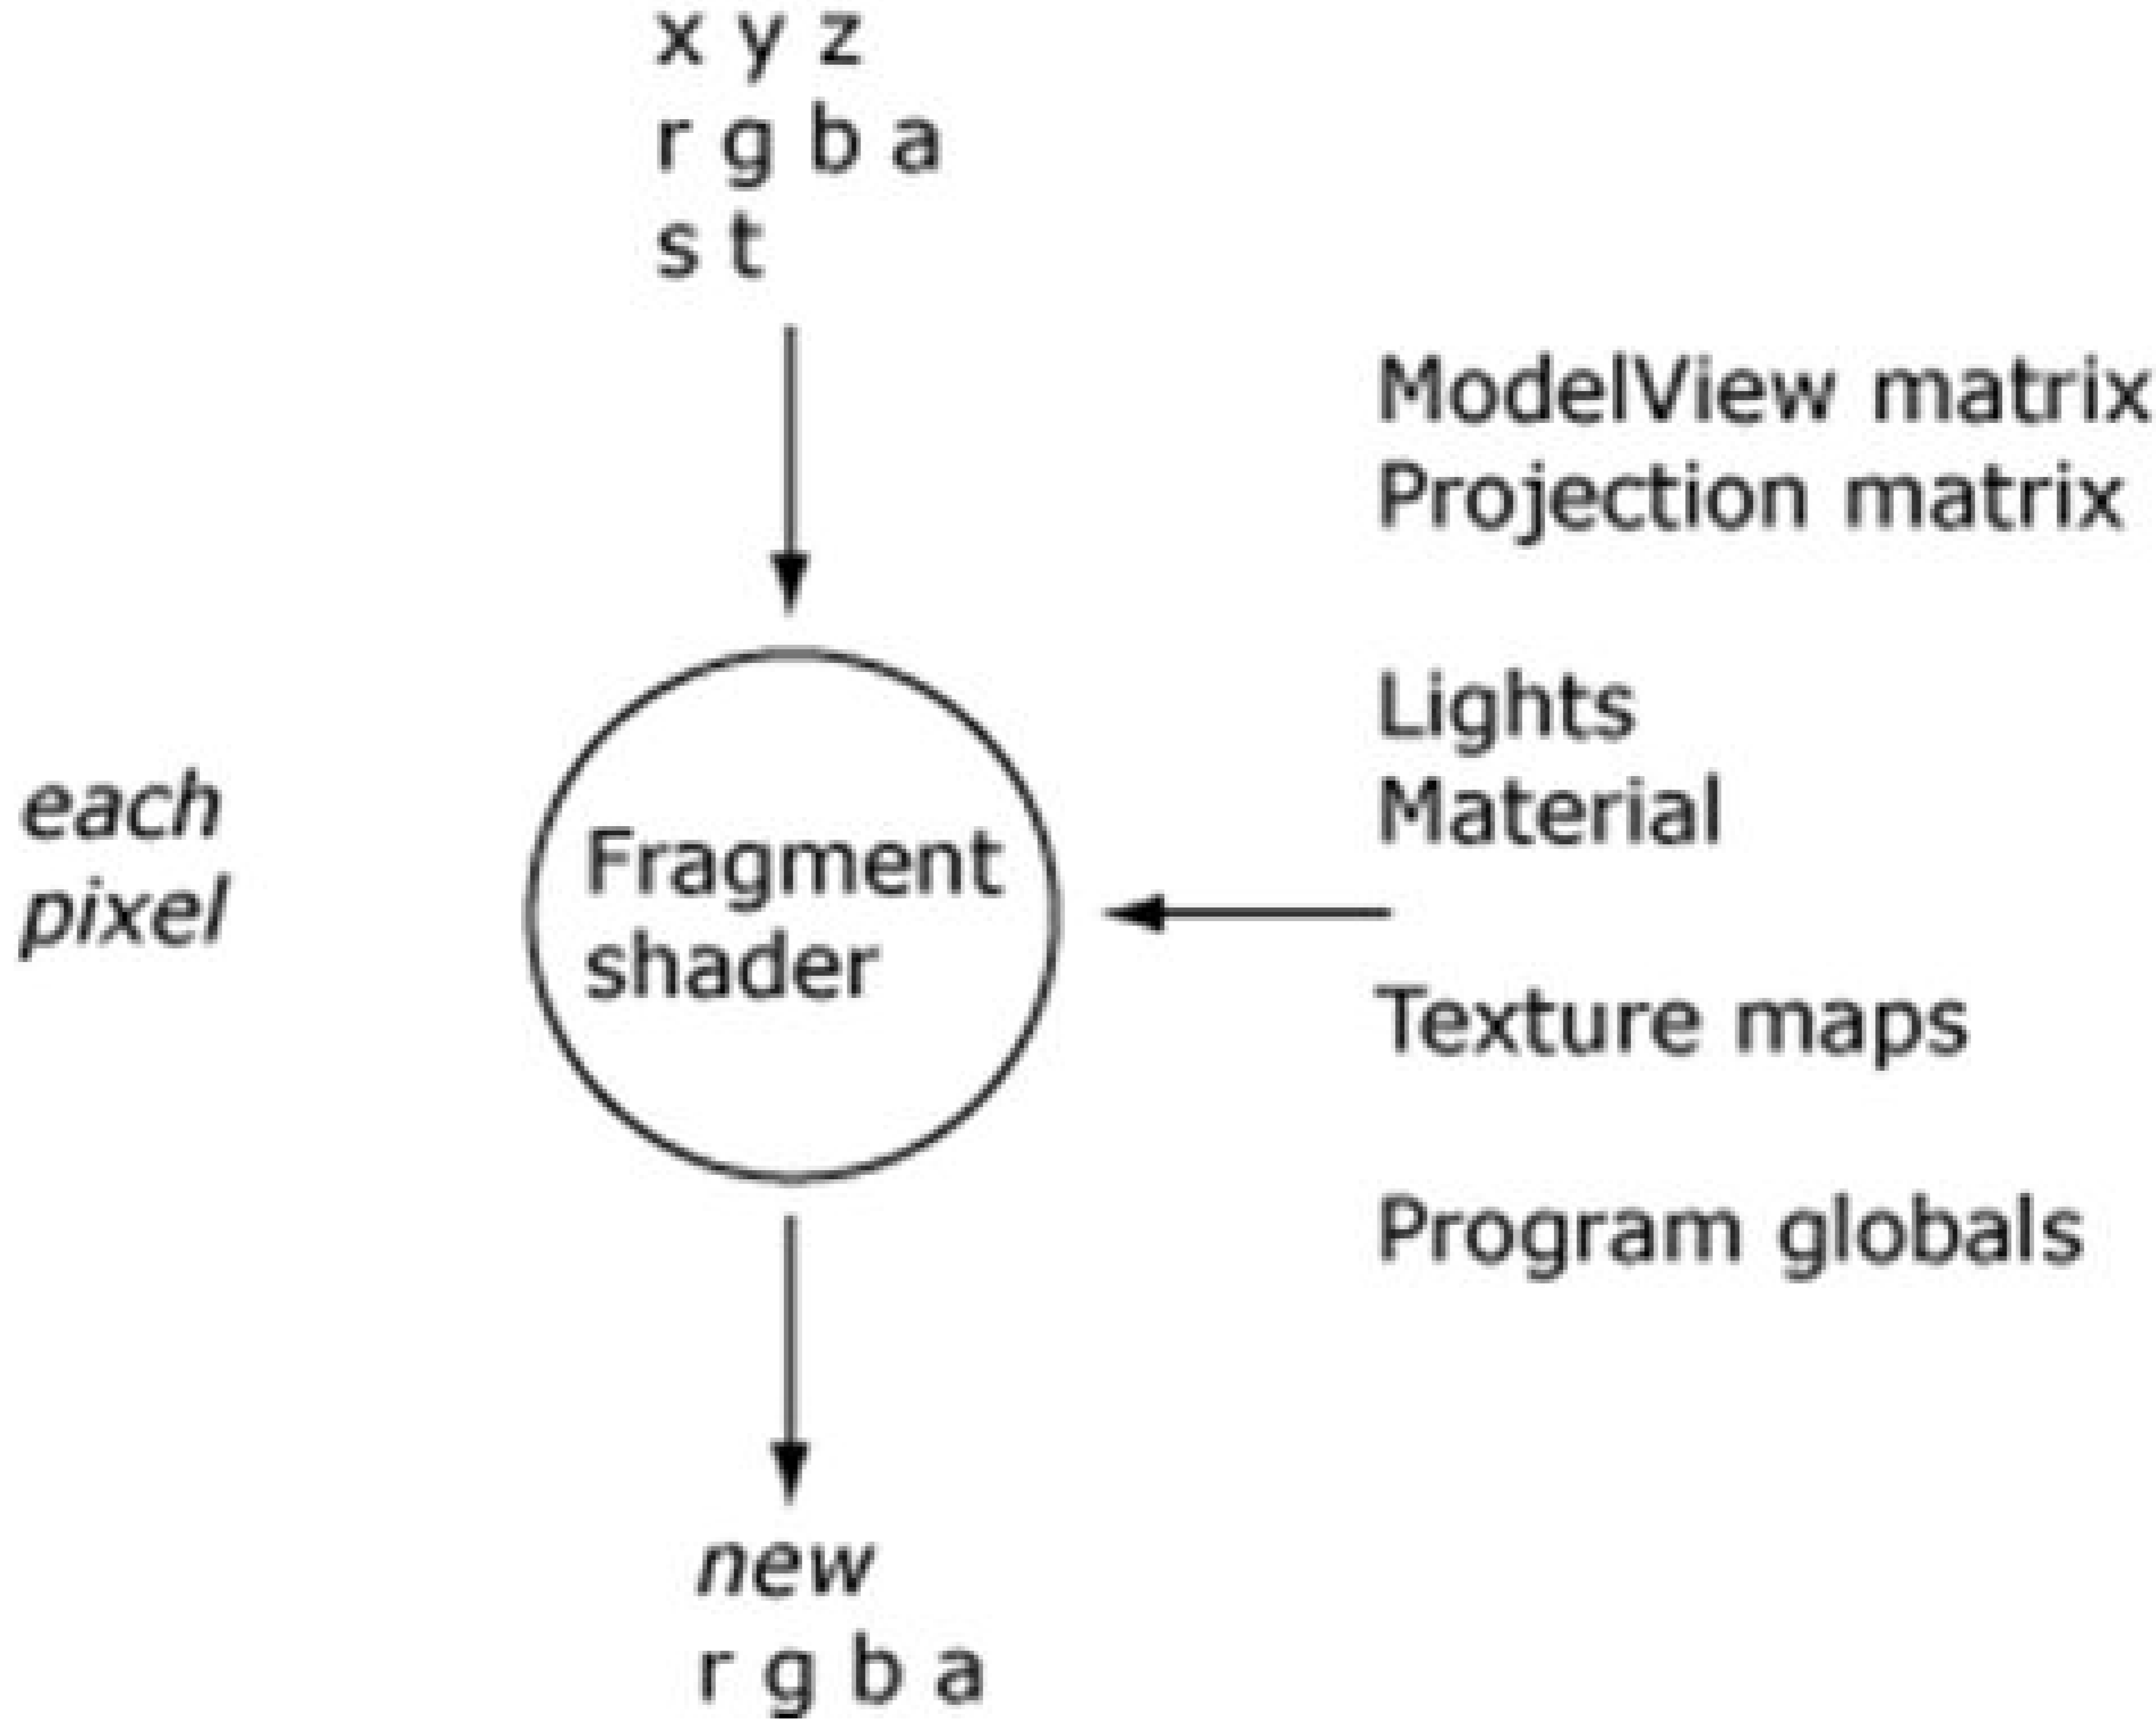 x y z
r g b a
s t
ModelView matrix
Projection matrix
Lights
Material
each
pixel
Fragment
shader
Texture maps
Program globals
new
r g b a